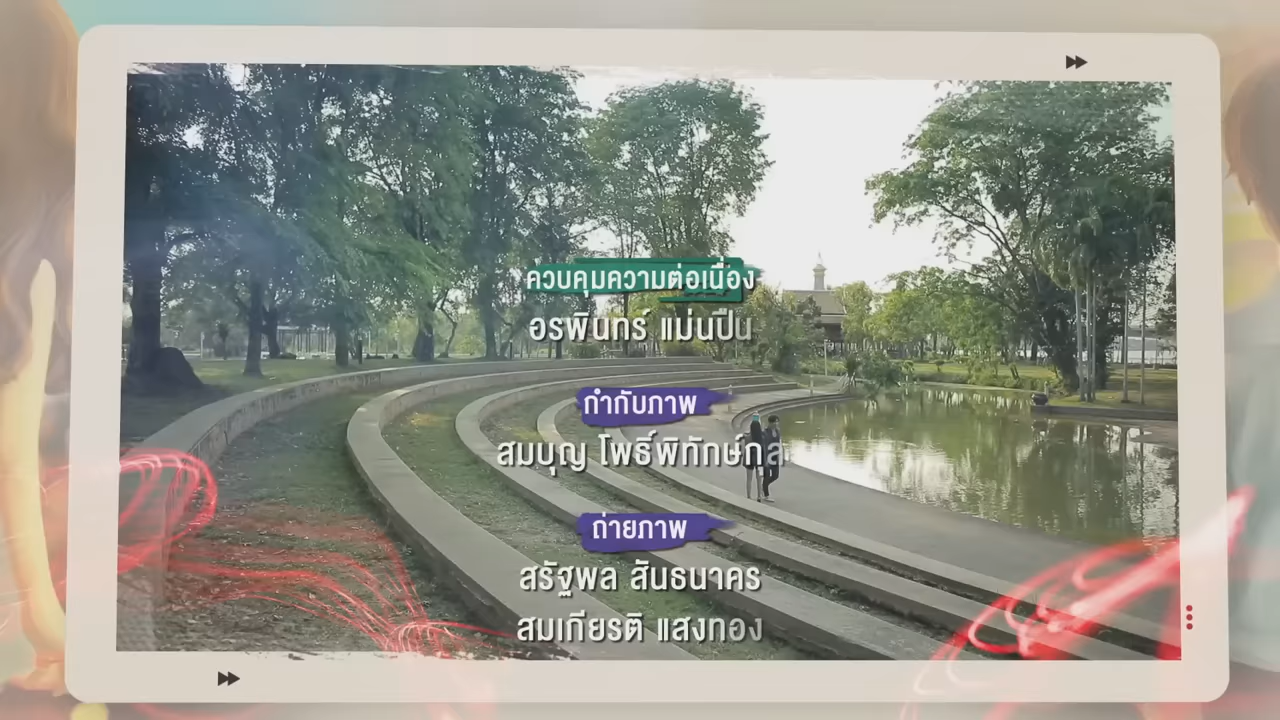 ควบคุมความต่อเนื่อง
อรพินทร์ แม่นปืน
กำกับภาพ
สมบุญ โพธิ์พิทักษ์กุล
ถ่ายภาพ
สรัฐพล สันธนาคร
สมเกียรติ แสงทอง